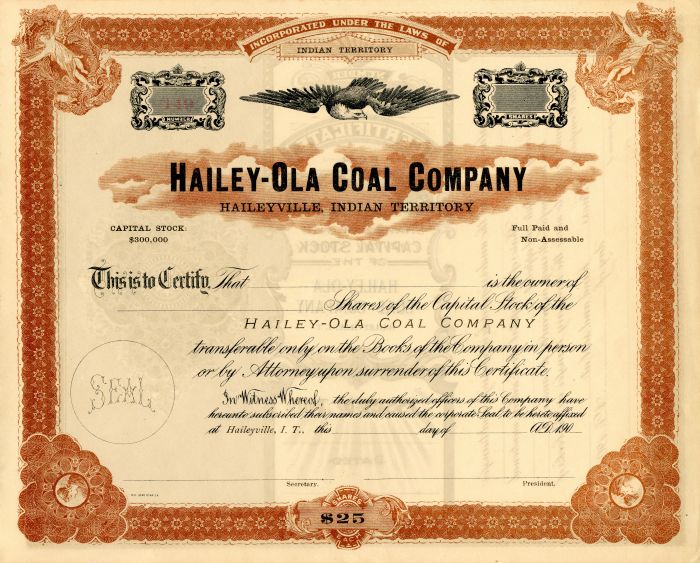 INCORPORATED UNDER THE LAWS OF
INDIAN TERRITORY
NUMBER
SHARES
HAILEY-OLA COAL COMPANY
HAILEYVILLE, INDIAN TERRITORY
CAPITAL STOCK:
$300,000
Full Paid and
Non-Assessable
This is to Certify, That is the owner of
Shares of the Capital Stock of the
HAILEY-OLA COAL COMPANY
transferable only on the Books of the Company in person
or by Attorney upon surrender of this Certificate.
SEAL
In Witness Whereof, the duly authorized officers of this Company have
hereunto subscribed their names and caused the corporate Seal to be hereto affixed
at Haileyville, I. T., this day of A.D. 190
Secretary.
President.
SHARES
$25
EACH